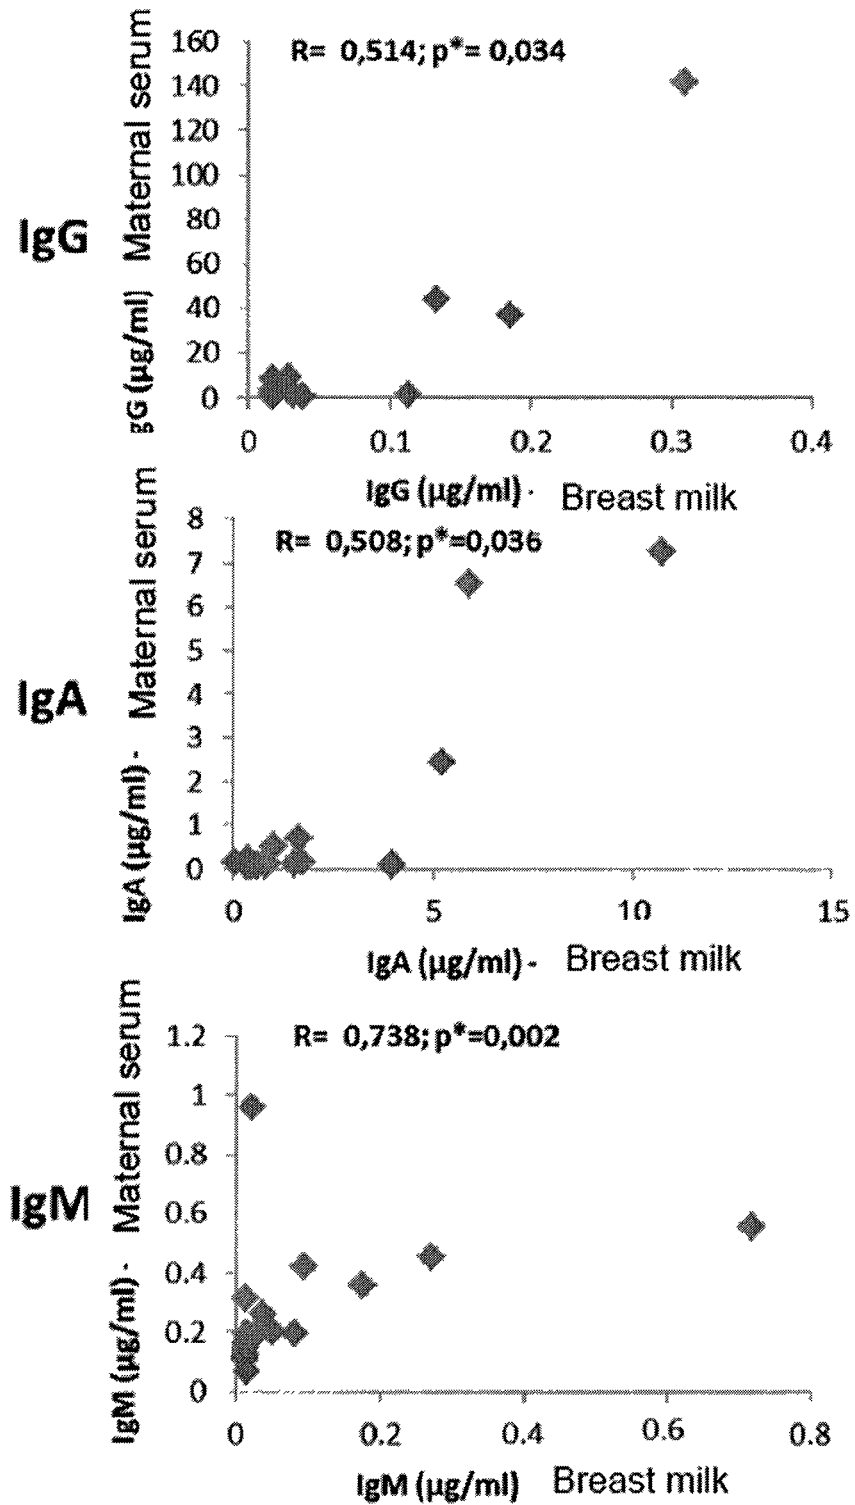 IgG
Maternal serum
gG (µg/ml)
160
140
120
100
80
60
40
20
0
R= 0,514; p*= 0,034
0 0.1 0.2 0.3 0.4
IgG (µg/ml) · Breast milk
IgA
Maternal serum
IgA (µg/ml) -
8
7
6
5
4
3
2
1
0
R= 0,508; p*=0,036
0 5 10 15
IgA (µg/ml) - Breast milk
IgM
Maternal serum
IgM (µg/ml) -
1.2
1
0.8
0.6
0.4
0.2
0
R= 0,738; p*=0,002
0 0.2 0.4 0.6 0.8
IgM (µg/ml) Breast milk